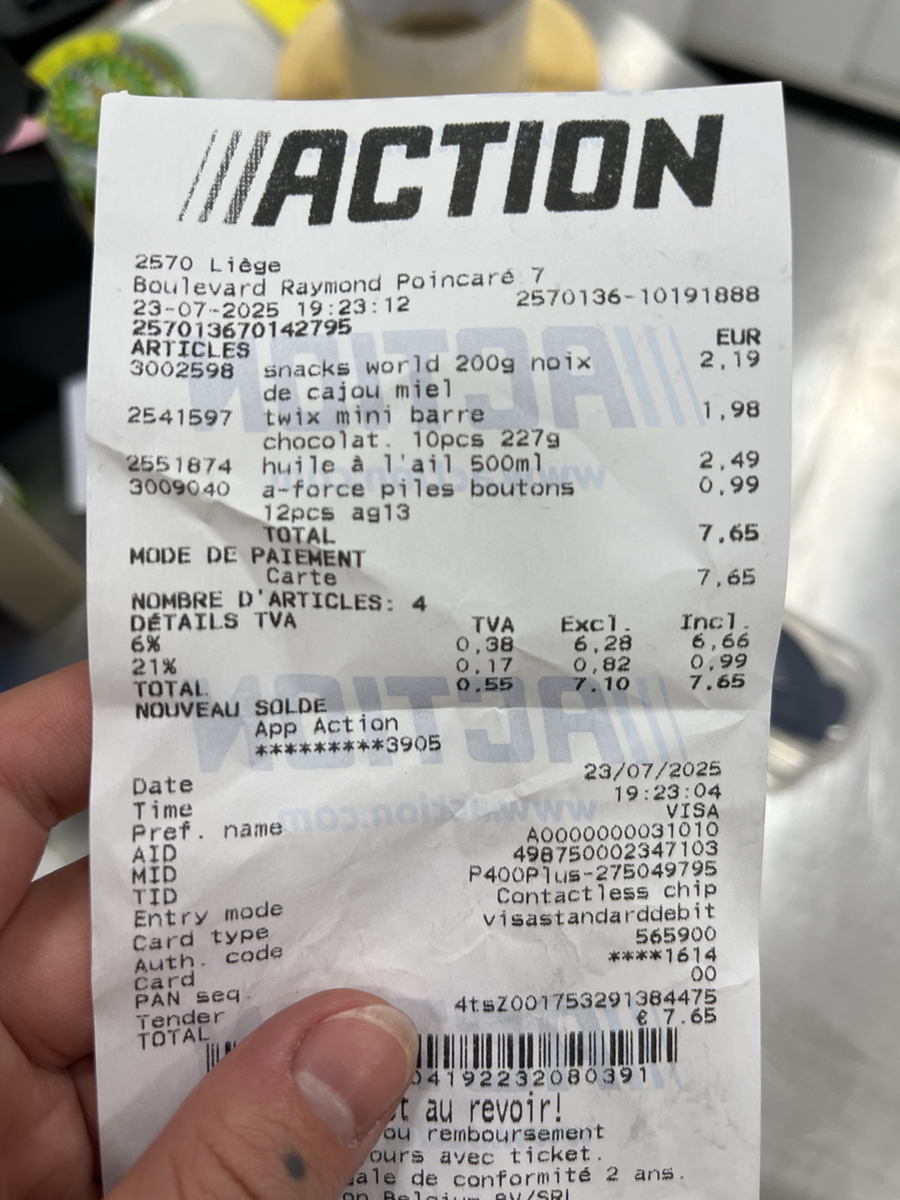 ///ACTION
2570 Liège
Boulevard Raymond Poincaré 7
23-07-2025 19:23:12 2570136-10191888
257013670142795
EUR
ARTICLES
3002598 snacks world 200g noix 2,19
de cajou miel
2541597 twix mini barre 1,98
chocolat. 10pcs 227g
2551874 huile à l'ail 500ml 2,49
3009040 a-force piles boutons 0,99
12pcs ag13
TOTAL 7,65
MODE DE PAIEMENT
Carte 7,65
NOMBRE D'ARTICLES: 4
DÉTAILS TVA TVA Excl. Incl.
6% 0,38 6,28 6,66
21% 0,17 0,82 0,99
TOTAL 0,55 7,10 7,65
NOUVEAU SOLDE
App Action
*********3905
Date 23/07/2025
Time 19:23:04
Pref. name VISA
AID A0000000031010
MID 498750002347103
TID P400Plus-275049795
Entry mode Contactless chip
Card type visastandarddebit
Auth. code 565900
Card ****1614
PAN seq. 00
Tender 4tsZ001753291384475
TOTAL € 7.65
04192232080391
au revoir!
ou remboursement
avec ticket.
de conformité 2 ans.
Belgium BV/SRL